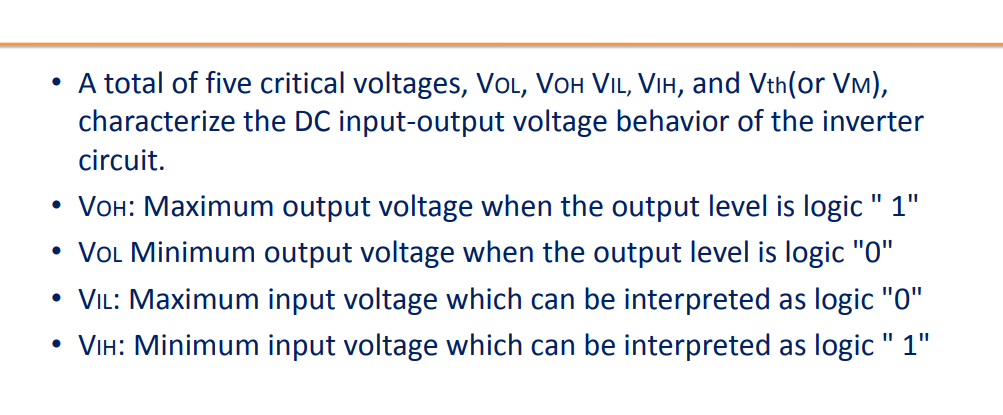 • A total of five critical voltages, VOL, VOH VIL, VIH, and Vth(or VM),
characterize the DC input-output voltage behavior of the inverter
circuit.
• VOH: Maximum output voltage when the output level is logic " 1"
• VOL Minimum output voltage when the output level is logic "0"
• VIL: Maximum input voltage which can be interpreted as logic "0"
• VIH: Minimum input voltage which can be interpreted as logic " 1"